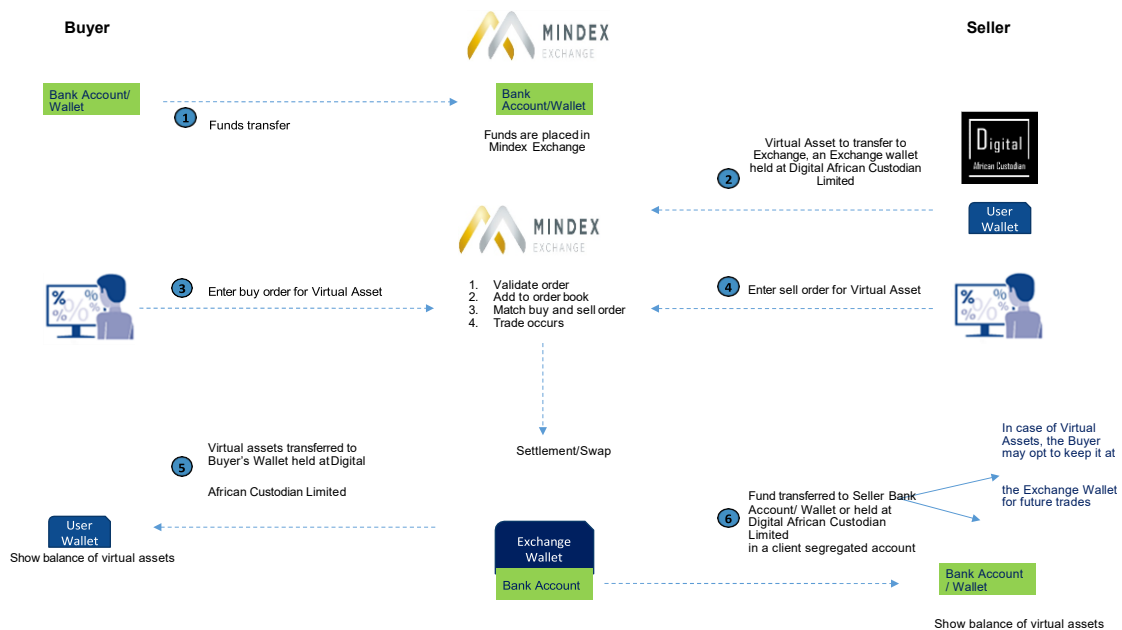 Buyer
MINDEX
EXCHANGE
Seller
Bank Account/
Wallet
1
Funds transfer
Bank
Account/Wallet
Funds are placed in
Mindex Exchange
2
Virtual Asset to transfer to
Exchange, an Exchange wallet
held at Digital African Custodian
Limited
Digital
African Custodian
User
Wallet
MINDEX
EXCHANGE
%
%
%
%
3
Enter buy order for Virtual Asset
1. Validate order
2. Add to order book
3. Match buy and sell order
4. Trade occurs
4
Enter sell order for Virtual Asset
%
%
%
%
Settlement/Swap
5
Virtual assets transferred to
Buyer's Wallet held at Digital
African Custodian Limited
User
Wallet
Show balance of virtual assets
Exchange
Wallet
Bank Account
6
Fund transferred to Seller Bank
Account/ Wallet or held at
Digital African Custodian
Limited
in a client segregated account
In case of Virtual
Assets, the Buyer
may opt to keep it at
the Exchange Wallet
for future trades
Bank Account
/ Wallet
Show balance of virtual assets